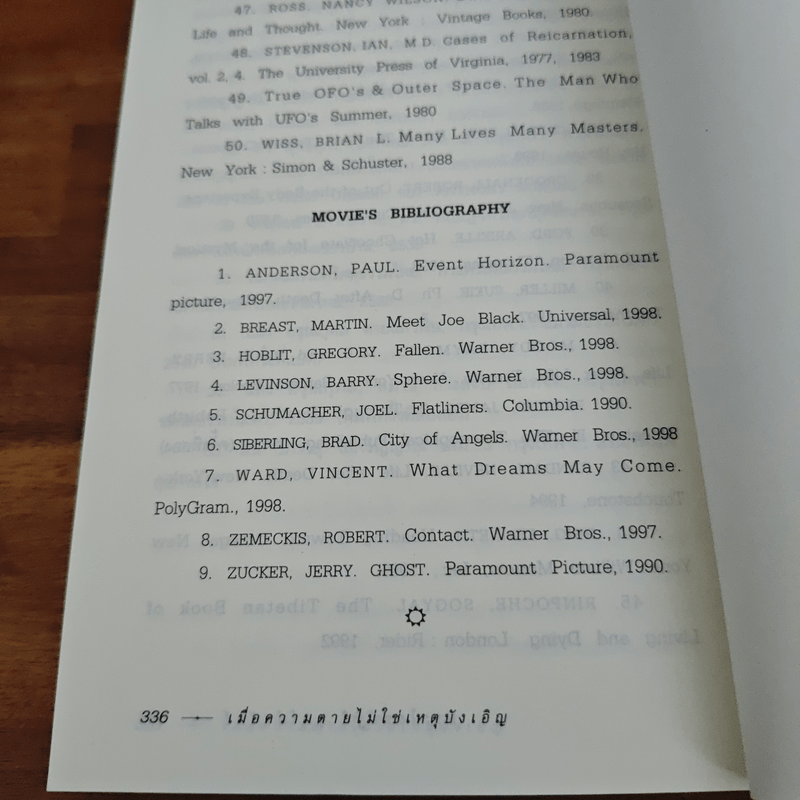 47. ROSS, NANCY WILSON.
Life and Thought. New York : Vintage Books, 1980.
48. STEVENSON, IAN, M D. Cases of Reicarnation,
vol. 2, 4. The University Press of Virginia, 1977, 1983
49. True OFO's & Outer Space. The Man Who
Talks with UFO's Summer, 1980
50. WISS, BRIAN L. Many Lives Many Masters.
New York : Simon & Schuster, 1988
MOVIE'S BIBLIOGRAPHY
1. ANDERSON, PAUL. Event Horizon. Paramount
picture, 1997.
2. BREAST, MARTIN. Meet Joe Black. Universal, 1998.
3. HOBLIT, GREGORY. Fallen. Warner Bros., 1998.
4. LEVINSON, BARRY. Sphere. Warner Bros., 1998.
5. SCHUMACHER, JOEL. Flatliners. Columbia. 1990.
6. SIBERLING, BRAD. City of Angels. Warner Bros., 1998
7. WARD, VINCENT. What Dreams May Come.
PolyGram., 1998.
8. ZEMECKIS, ROBERT. Contact. Warner Bros., 1997.
9. ZUCKER, JERRY. GHOST. Paramount Picture, 1990.
336 เมื่อความตายไม่ใช่เหตุบังเอิญ